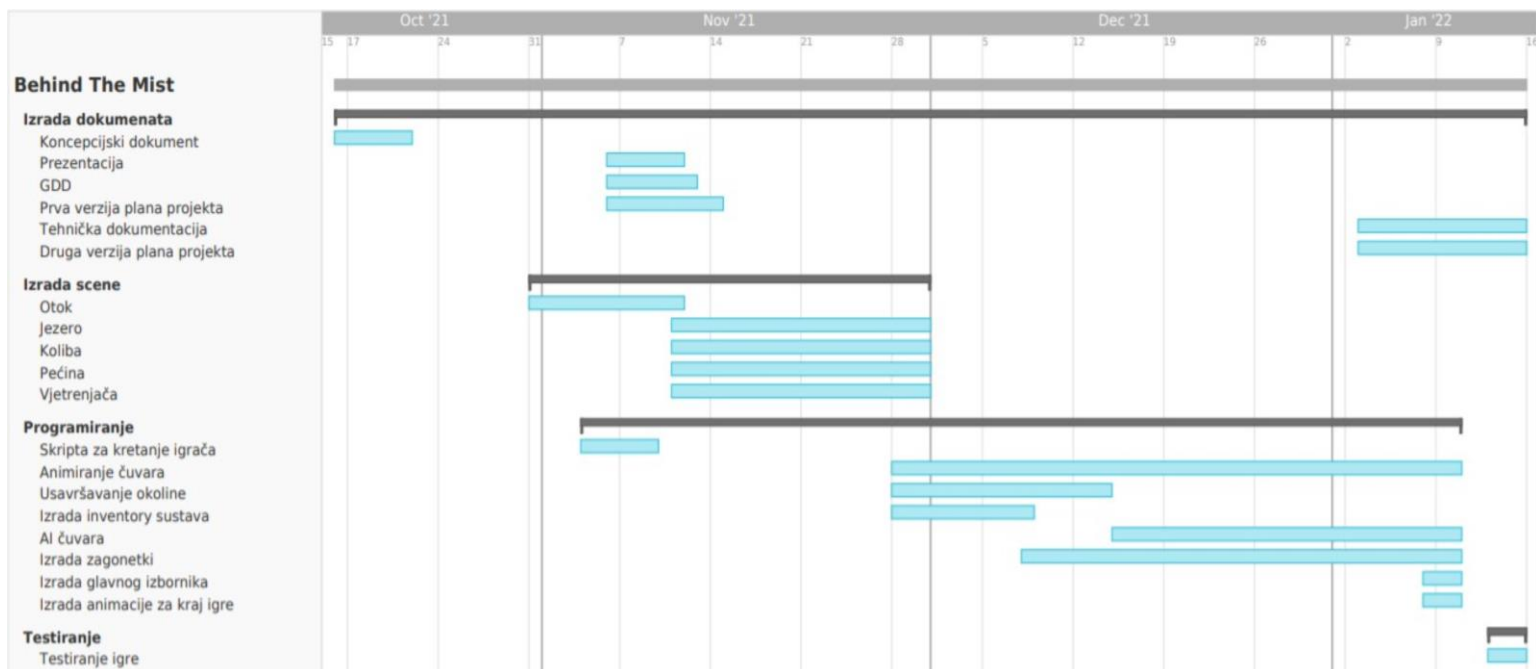 Oct '21 Nov '21 Dec '21 Jan '22
15 17 24 31 7 14 21 28 5 12 19 26 2 9 16
Behind The Mist
Izrada dokumenata
Koncepcijski dokument
Prezentacija
GDD
Prva verzija plana projekta
Tehnička dokumentacija
Druga verzija plana projekta
Izrada scene
Otok
Jezero
Koliba
Pećina
Vjetrenjača
Programiranje
Skripta za kretanje igrača
Animiranje čuvara
Usavršavanje okoline
Izrada inventory sustava
AI čuvara
Izrada zagonetki
Izrada glavnog izbornika
Izrada animacije za kraj igre
Testiranje
Testiranje igre